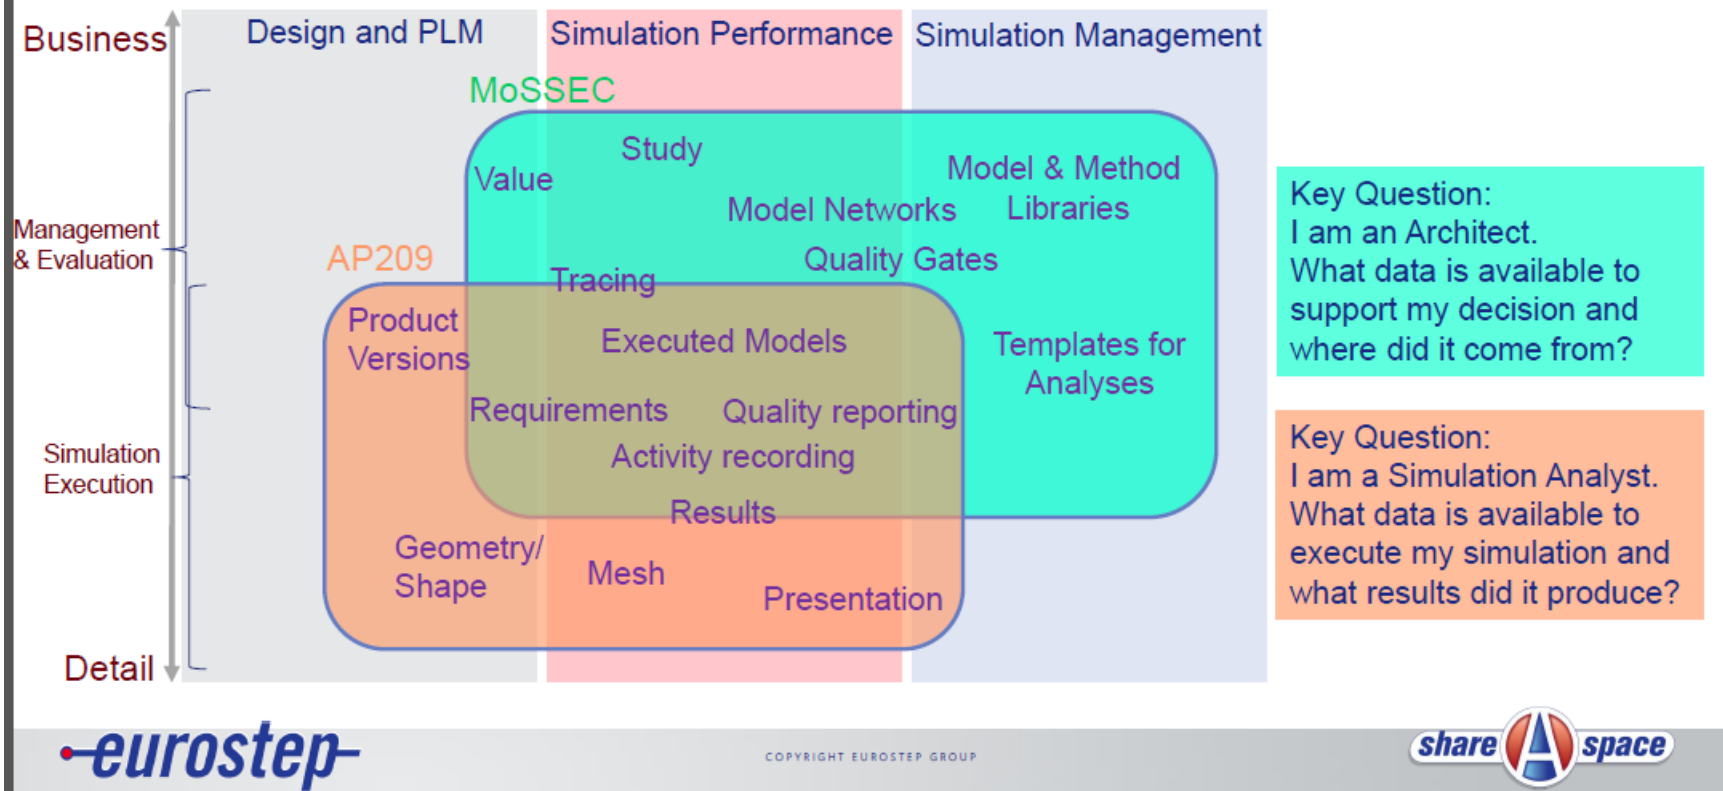 Business
Design and PLM
Simulation Performance
Simulation Management
MoSSEC
Study
Value
Model & Method
Libraries
Model Networks
Quality Gates
Management
& Evaluation
AP209
Tracing
Product
Versions
Executed Models
Templates for
Analyses
Requirements
Quality reporting
Activity recording
Simulation
Execution
Results
Geometry/
Shape
Mesh
Presentation
Detail
Key Question:
I am an Architect.
What data is available to
support my decision and
where did it come from?
Key Question:
I am a Simulation Analyst.
What data is available to
execute my simulation and
what results did it produce?
eurostep
COPYRIGHT EUROSTEP GROUP
share A space